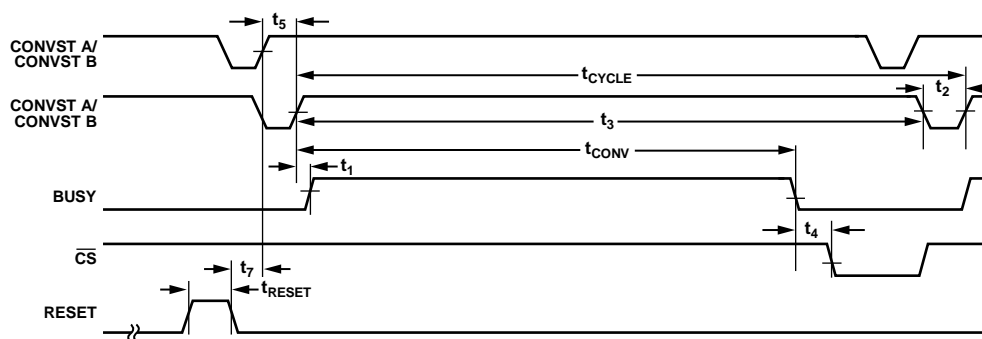 t5
CONVST A/
CONVST B
tCYCLE
t2
CONVST A/
CONVST B
t3
tCONV
t1
BUSY
t4
CS
t7
tRESET
RESET